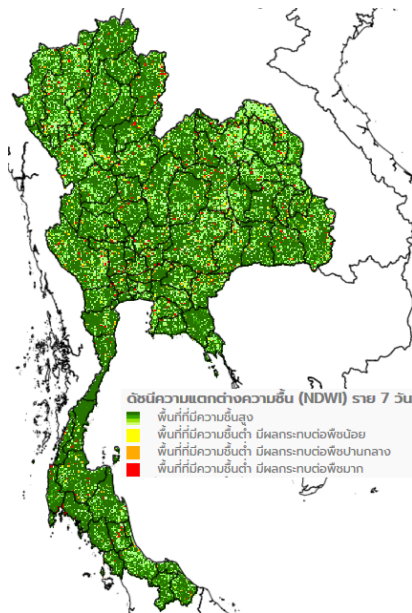 ดัชนีความแตกต่างความชื้น (NDWI) ราย 7 วัน
พื้นที่ที่มีความชื้นสูง
พื้นที่ที่มีความชื้นต่ำ มีผลกระทบต่อพืชน้อย
พื้นที่ที่มีความชื้นต่ำ มีผลกระทบต่อพืชปานกลาง
พื้นที่ที่มีความชื้นต่ำ มีผลกระทบต่อพืชมาก